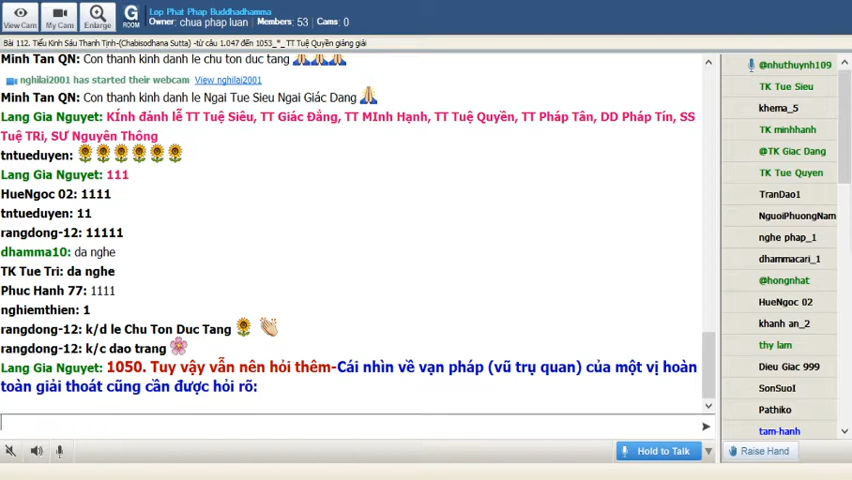 Lop Phat Phap Buddhadhamma
Owner: chua phap luan Members: 53 Cams: 0
View Cam My Cam Enlarge ROOM
Bài 112. Tiểu Kinh Sáu Thanh Tịnh-(Chabisodhana Sutta) -từ câu 1.047 đến 1053_*_ TT Tuệ Quyền giảng giải
Minh Tan QN: Con thanh kinh danh le chu ton duc tang 🙏🙏🙏
nghilai2001 has started their webcam View nghilai2001
Minh Tan QN: Con thanh kinh danh le Ngai Tue Sieu Ngai Giác Dang 🙏
Lang Gia Nguyet: KÍnh đảnh lễ TT Tuệ Siêu, TT Giác Đẳng, TT MInh Hạnh, TT Tuệ Quyền, TT Pháp Tân, DD Pháp Tín, SS
Tuệ TRi, SƯ Nguyên Thông
tntueduyen: 🌻🌻🌻🌻🌻🌻
Lang Gia Nguyet: 111
HueNgoc 02: 1111
tntueduyen: 11
rangdong-12: 11111
dhamma10: da nghe
TK Tue Tri: da nghe
Phuc Hanh 77: 1111
nghiemthien: 1
rangdong-12: k/d le Chu Ton Duc Tang 🌻 👏
rangdong-12: k/c dao trang 🌸
Lang Gia Nguyet: 1050. Tuy vậy vẫn nên hỏi thêm-Cái nhìn về vạn pháp (vũ trụ quan) của một vị hoàn
toàn giải thoát cũng cần được hỏi rõ:
Hold to Talk
@nhuthuynh109
TK Tue Sieu
khema_5
TK minhhanh
@TK Giac Dang
TK Tue Quyen
TranDao1
NguoiPhuongNam
nghe phap_1
dhammacari_1
@hongnhat
HueNgoc 02
khanh an_2
thy lam
Dieu Giac 999
SonSuoI
Pathiko
tam-hanh
Raise Hand